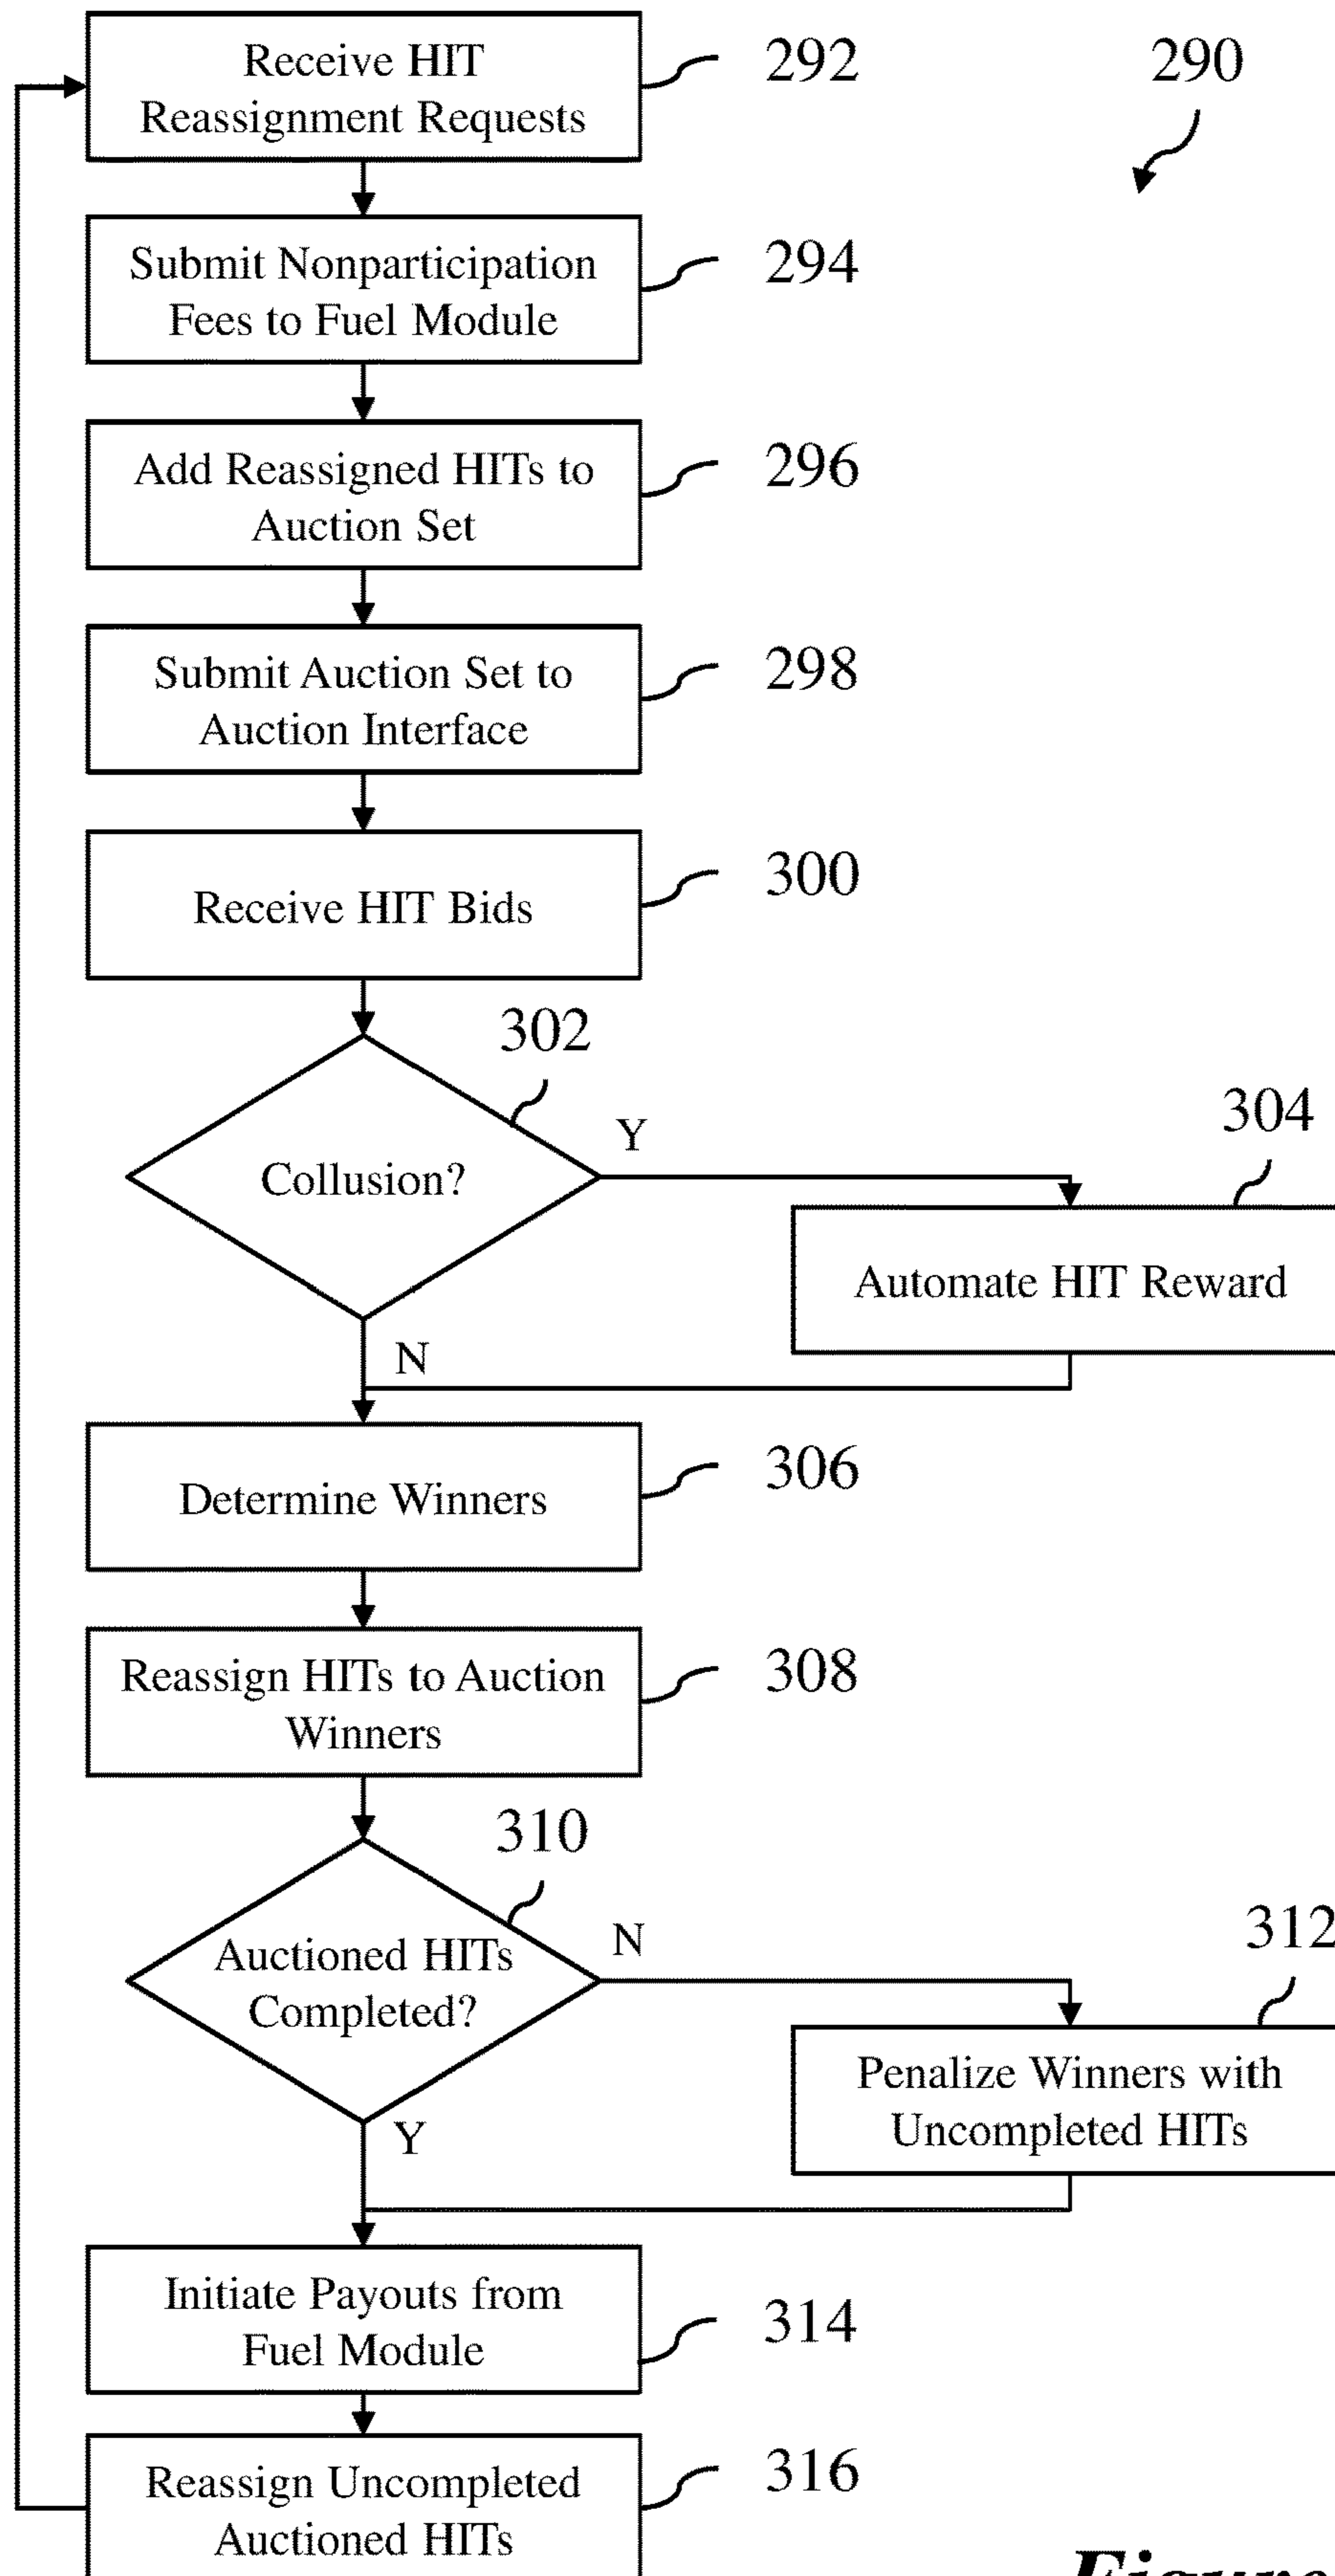 Receive HIT
Reassignment Requests
292
290
Submit Nonparticipation
Fees to Fuel Module
294
Add Reassigned HITs to
Auction Set
296
Submit Auction Set to
Auction Interface
298
Receive HIT Bids
300
302
Collusion?
Y
304
Automate HIT Reward
N
Determine Winners
306
Reassign HITs to Auction
Winners
308
310
Auctioned HITs
Completed?
N
312
Penalize Winners with
Uncompleted HITs
Y
Initiate Payouts from
Fuel Module
314
Reassign Uncompleted
Auctioned HITs
316